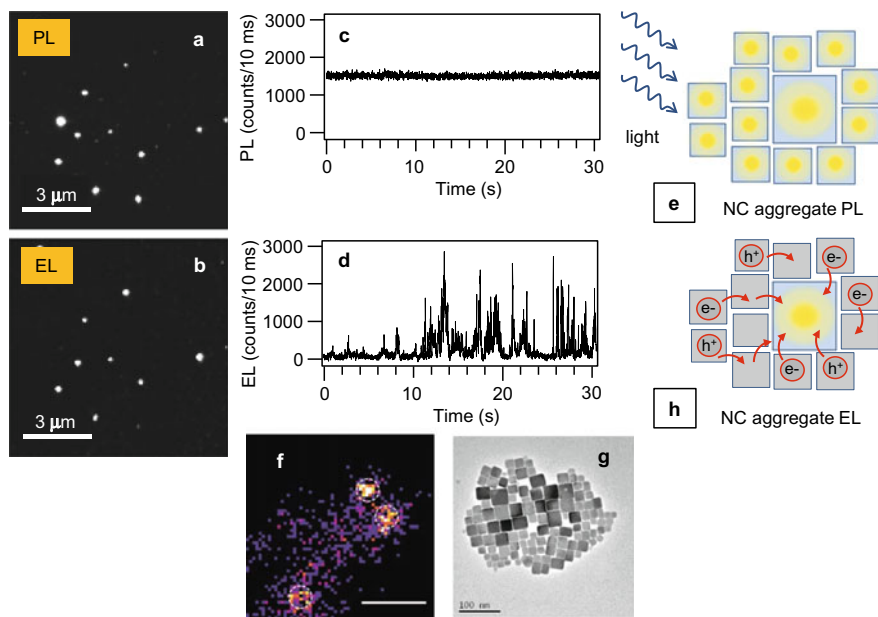 PL
a
3 μm
EL
b
3 μm
c
PL (counts/10 ms)
3000
2000
1000
0
0
10
20
30
Time (s)
d
EL (counts/10 ms)
3000
2000
1000
0
0
10
20
30
Time (s)
light
e
NC aggregate PL
h+
e-
e-
e-
h+
e-
h+
h
NC aggregate EL
f
g
100 nm